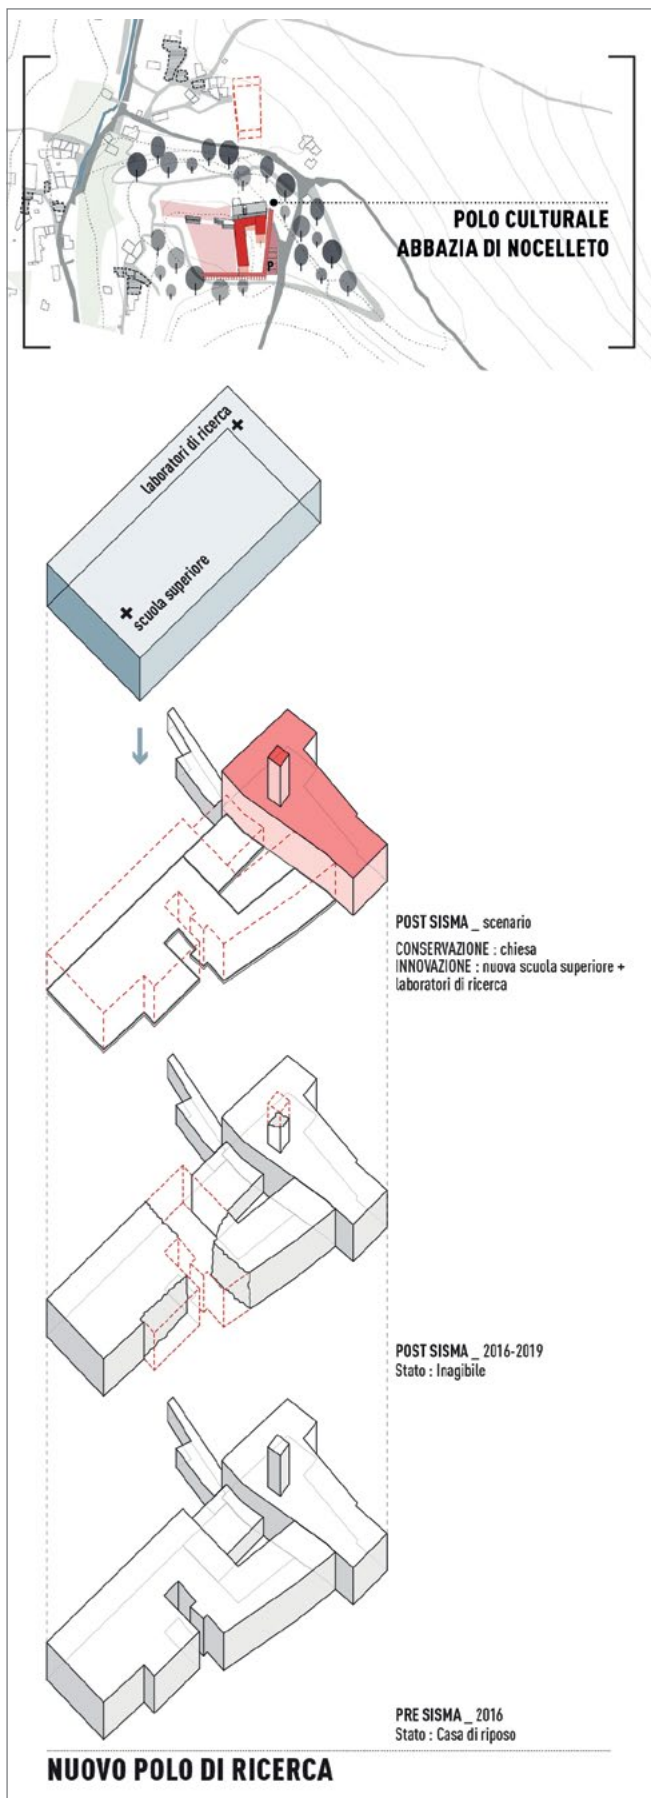 POLO CULTURALE
ABBAZIA DI NOCELLETO
P
laboratori di ricerca
scuola superiore
POST SISMA _ scenario
CONSERVAZIONE : chiesa
INNOVAZIONE : nuova scuola superiore +
laboratori di ricerca
POST SISMA _ 2016-2019
Stato : Inagibile
PRE SISMA _ 2016
Stato : Casa di riposo
NUOVO POLO DI RICERCA